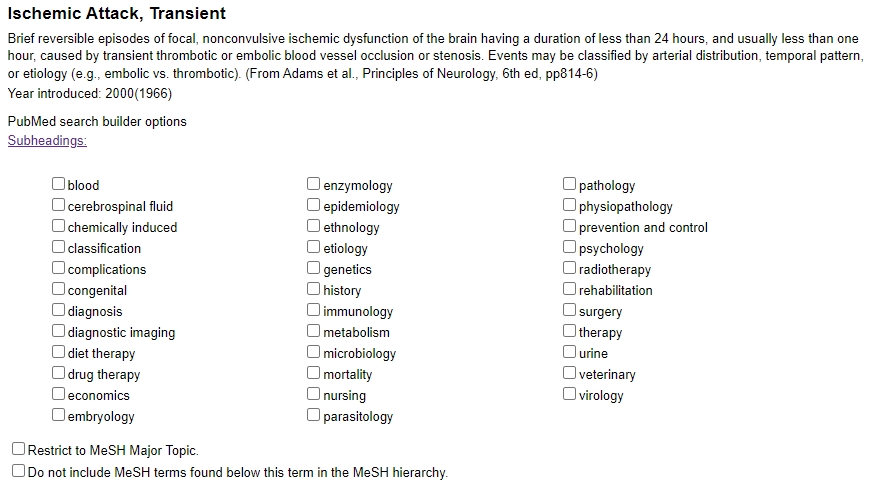 Ischemic Attack, Transient
Brief reversible episodes of focal, nonconvulsive ischemic dysfunction of the brain having a duration of less than 24 hours, and usually less than one
hour, caused by transient thrombotic or embolic blood vessel occlusion or stenosis. Events may be classified by arterial distribution, temporal pattern,
or etiology (e.g., embolic vs. thrombotic). (From Adams et al., Principles of Neurology, 6th ed, pp814-6)
Year introduced: 2000(1966)
PubMed search builder options
Subheadings:
blood
cerebrospinal fluid
chemically induced
classification
complications
congenital
diagnosis
diagnostic imaging
diet therapy
drug therapy
economics
embryology
enzymology
epidemiology
ethnology
etiology
genetics
history
immunology
metabolism
microbiology
mortality
nursing
parasitology
pathology
physiopathology
prevention and control
psychology
radiotherapy
rehabilitation
surgery
therapy
urine
veterinary
virology
Restrict to MeSH Major Topic.
Do not include MeSH terms found below this term in the MeSH hierarchy.